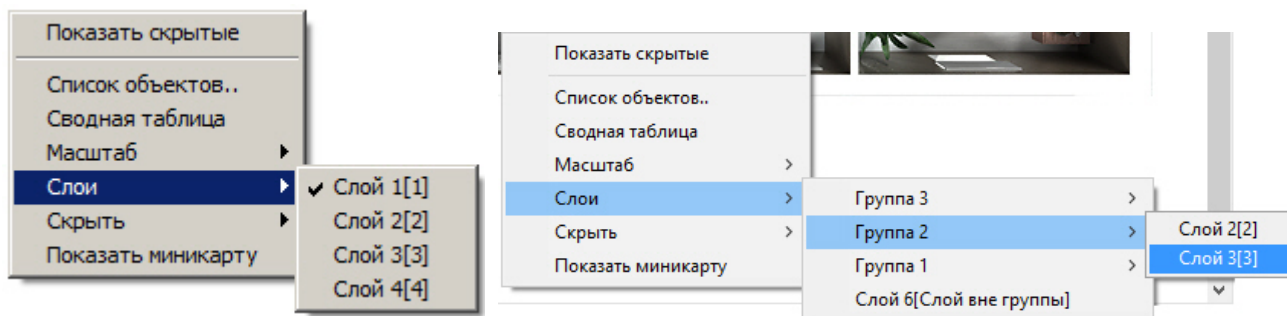 Показать скрытые
Список объектов..
Сводная таблица
Масштаб
Слои
Скрыть
Показать миникарту
Слой 1[1]
Слой 2[2]
Слой 3[3]
Слой 4[4]
Показать скрытые
Список объектов..
Сводная таблица
Масштаб
Слои
Скрыть
Показать миникарту
Группа 3
Группа 2
Группа 1
Слой 6[Слой вне группы]
Слой 2[2]
Слой 3[3]